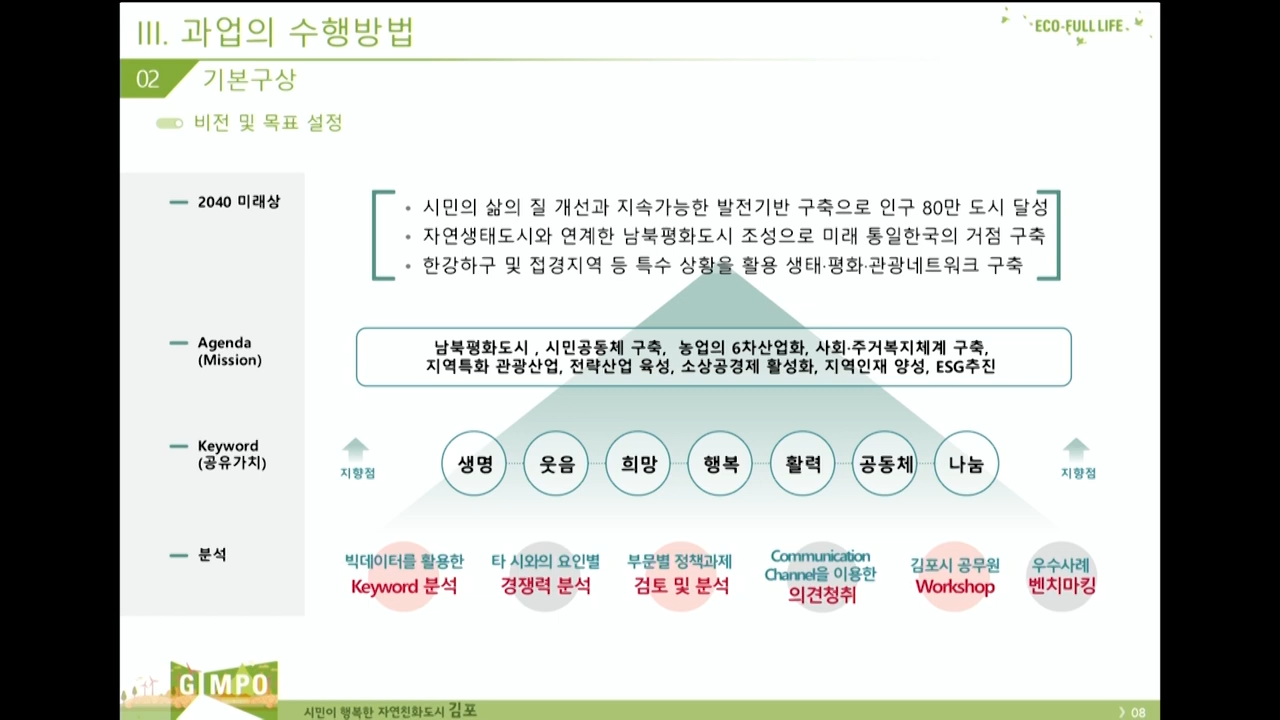 III. 과업의 수행방법
ECO-FULL LIFE
02
기본구상
비전 및 목표 설정
2040 미래상
• 시민의 삶의 질 개선과 지속가능한 발전기반 구축으로 인구 80만 도시 달성
• 자연생태도시와 연계한 남북평화도시 조성으로 미래 통일한국의 거점 구축
• 한강하구 및 접경지역 등 특수 상황을 활용 생태·평화·관광네트워크 구축
Agenda
(Mission)
남북평화도시 , 시민공동체 구축, 농업의 6차산업화, 사회·주거복지체계 구축,
지역특화 관광산업, 전략산업 육성, 소상공경제 활성화, 지역인재 양성, ESG추진
Keyword
(공유가치)
지향점
생명
웃음
희망
행복
활력
공동체
나눔
지향점
분석
빅데이터를 활용한
Keyword 분석
타 시와의 요인별
경쟁력 분석
부문별 정책과제
검토 및 분석
Communication
Channel을 이용한
의견청취
김포시 공무원
Workshop
우수사례
벤치마킹
GIMPO
시민이 행복한 자연친화도시 김포
》08